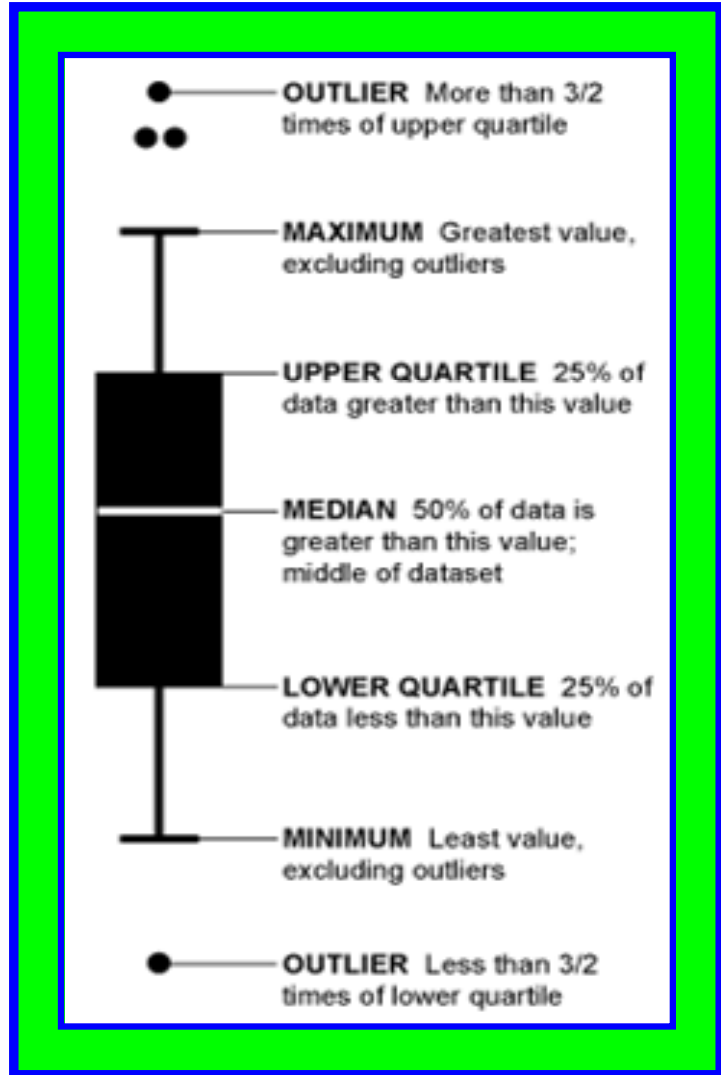 OUTLIER More than 3/2
times of upper quartile
MAXIMUM Greatest value,
excluding outliers
UPPER QUARTILE 25% of
data greater than this value
MEDIAN 50% of data is
greater than this value;
middle of dataset
LOWER QUARTILE 25% of
data less than this value
MINIMUM Least value,
excluding outliers
OUTLIER Less than 3/2
times of lower quartile